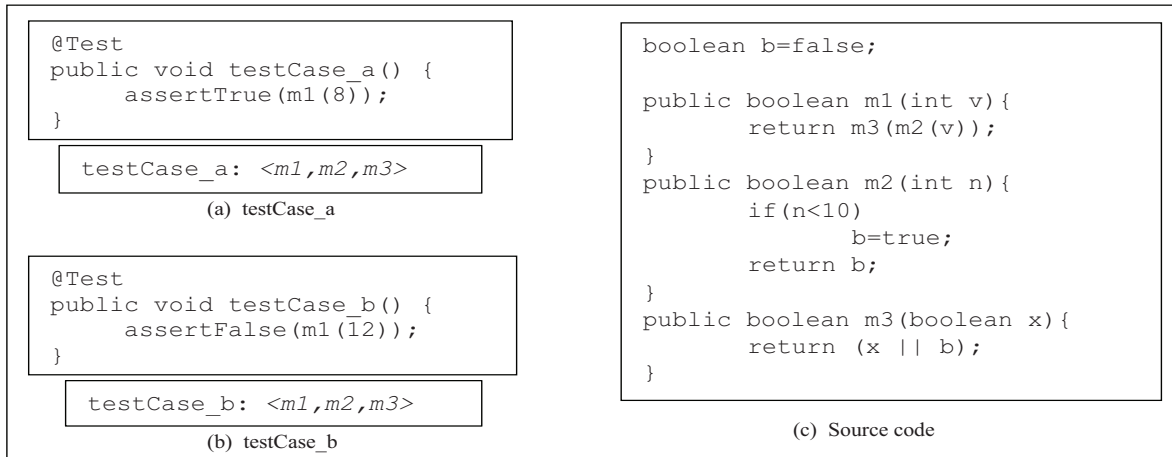 @Test
public void testCase_a() {
assertTrue(m1(8));
}
testCase_a: <m1,m2,m3>
(a) testCase_a
@Test
public void testCase_b() {
assertFalse(m1(12));
}
testCase_b: <m1,m2,m3>
(b) testCase_b
boolean b=false;
public boolean m1(int v){
return m3(m2(v));
}
public boolean m2(int n){
if(n<10)
b=true;
return b;
}
public boolean m3(boolean x){
return (x || b);
}
(c) Source code